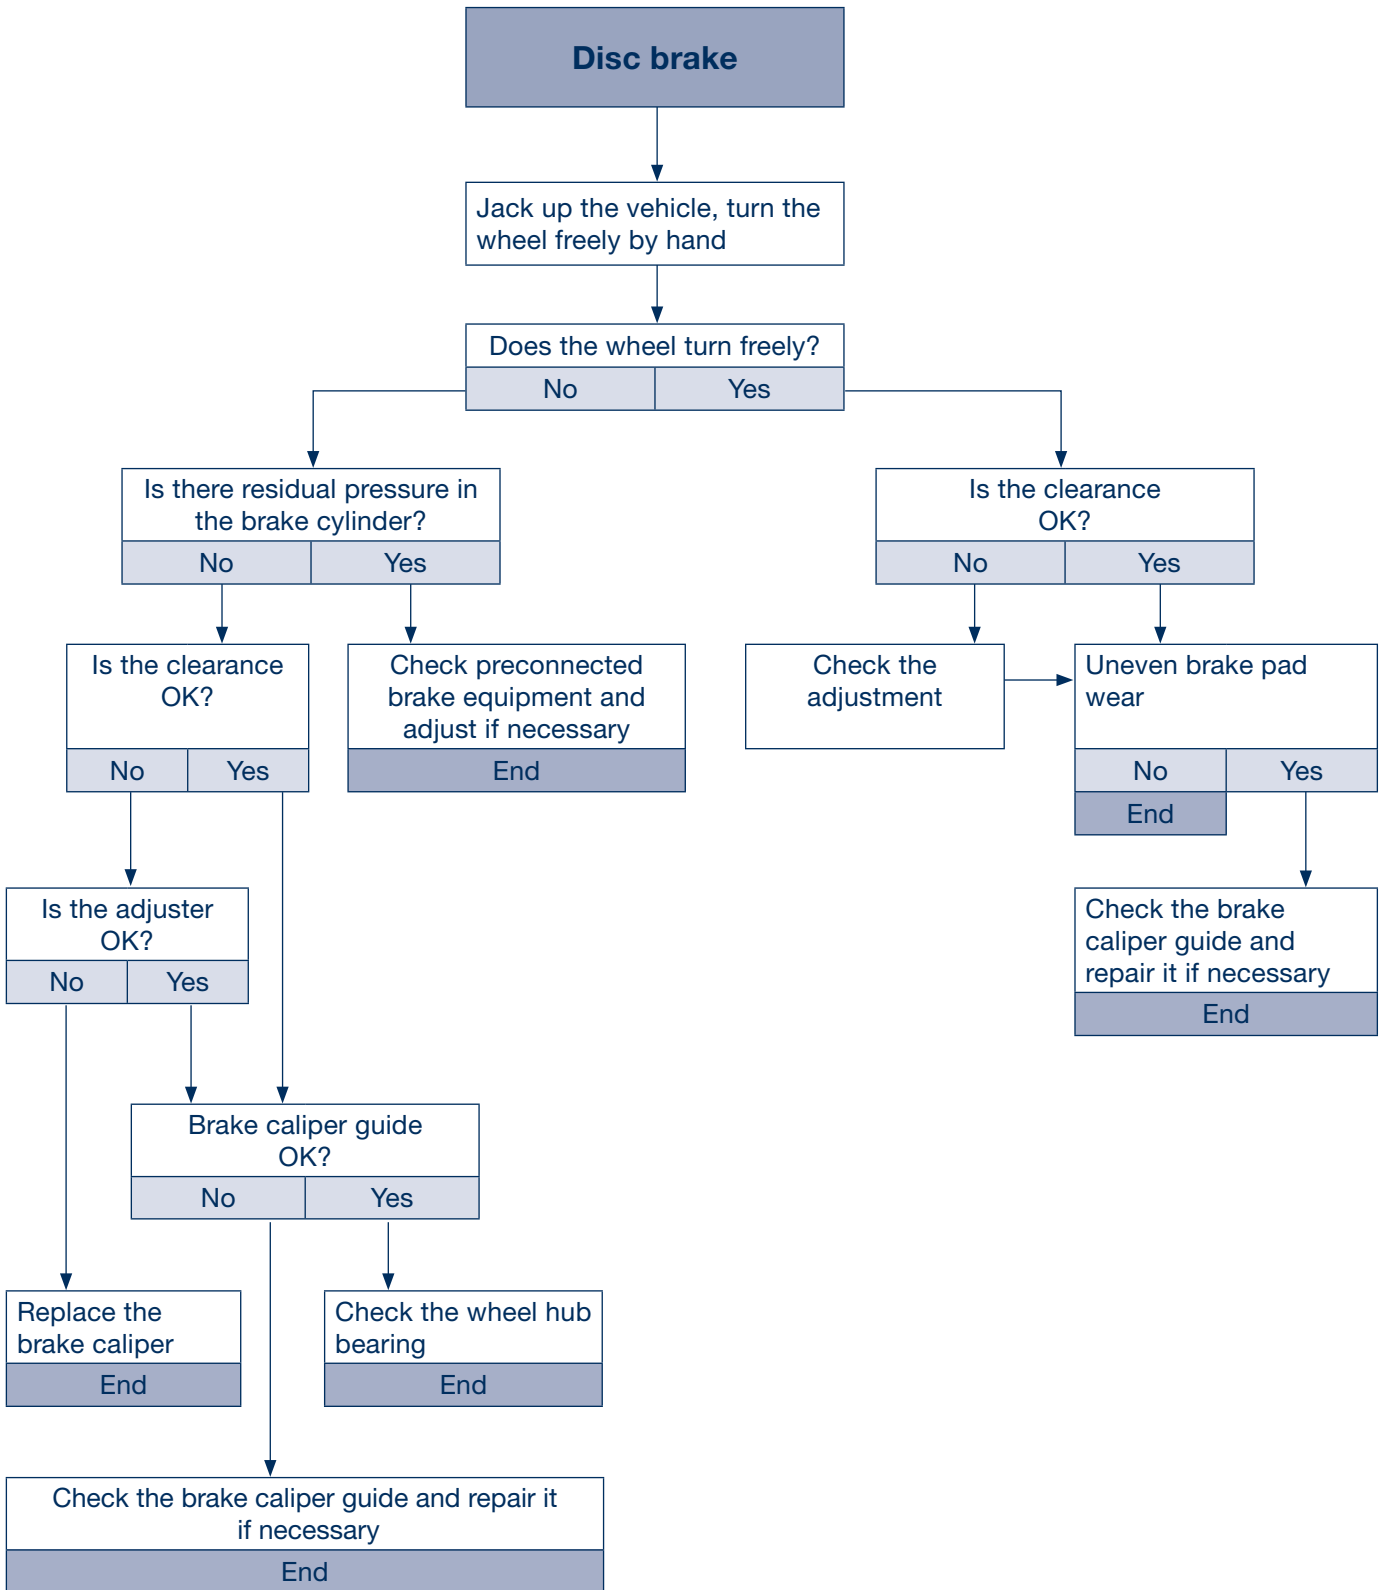 Disc brake
Jack up the vehicle, turn the
wheel freely by hand
Does the wheel turn freely?
No
Yes
Is there residual pressure in
the brake cylinder?
No
Yes
Is the clearance
OK?
No
Yes
Is the clearance
OK?
No
Yes
Check preconnected
brake equipment and
adjust if necessary
End
Check the
adjustment
Uneven brake pad
wear
No
Yes
End
Is the adjuster
OK?
No
Yes
Check the brake
caliper guide and
repair it if necessary
End
Brake caliper guide
OK?
No
Yes
Replace the
brake caliper
End
Check the wheel hub
bearing
End
Check the brake caliper guide and repair it
if necessary
End